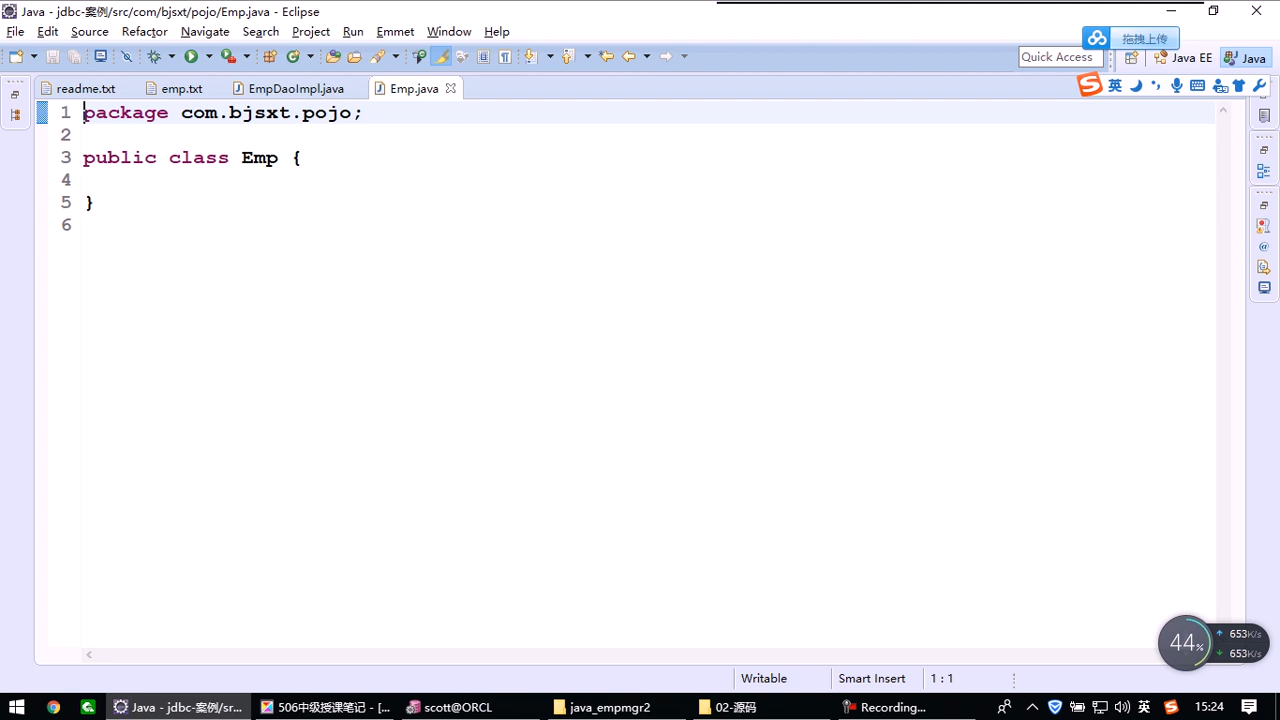 Java - jdbc-案例/src/com/bjsxt/pojo/Emp.java - Eclipse
File Edit Source Refactor Navigate Search Project Run Emmet Window Help
拖拽上传
Quick Access
Java EE
Java
readme.txt
emp.txt
EmpDaoImpl.java
Emp.java
英
1 package com.bjsxt.pojo;
2
3 public class Emp {
4
5 }
6
44%
653K/s
653K/s
Writable
Smart Insert
1 : 1
Java - jdbc-案例/sr...
506中级授课笔记 - [...
scott@ORCL
java_empmgr2
02-源码
Recording...
英
15:24